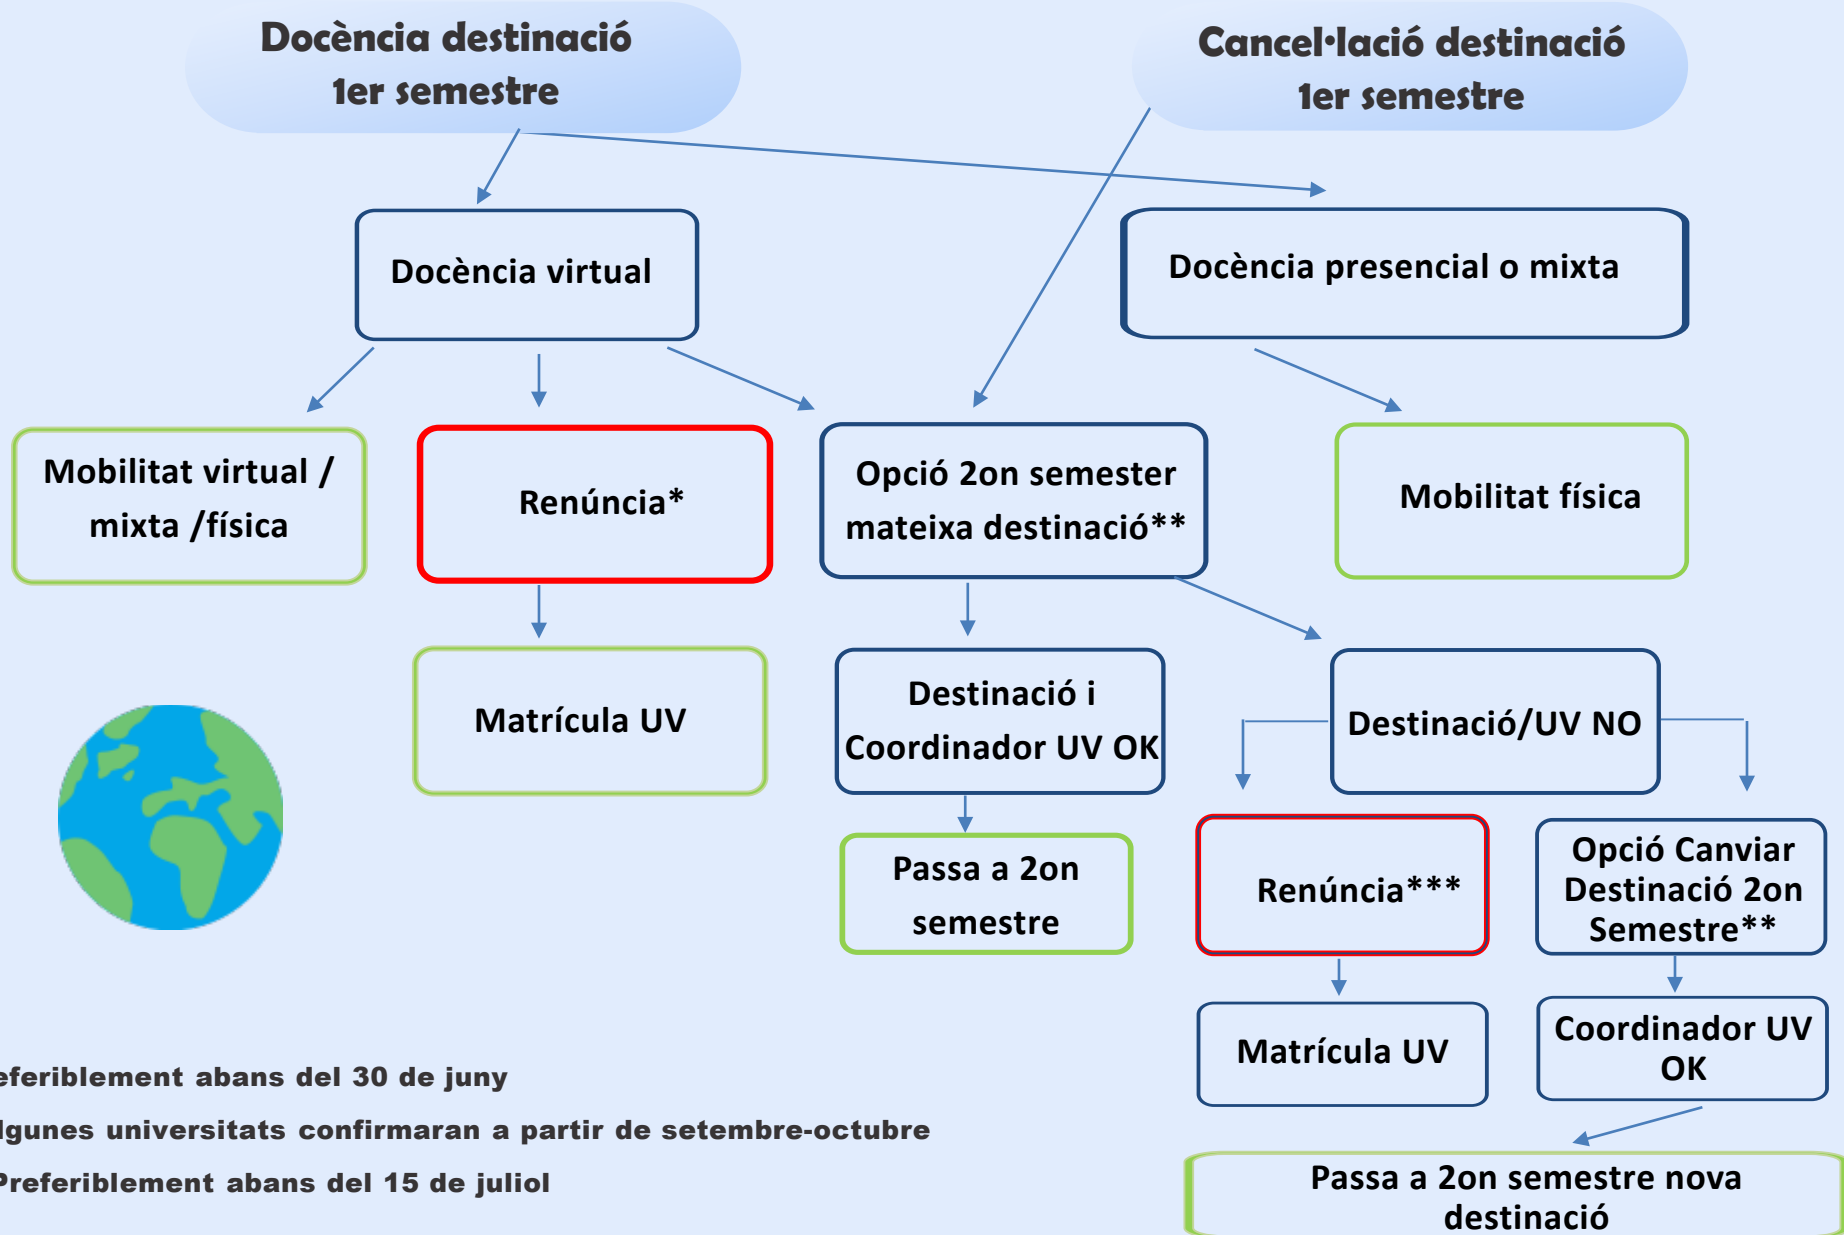 Docència destinació
1er semestre
Cancel·lació destinació
1er semestre
Docència virtual
Docència presencial o mixta
Mobilitat virtual /
mixta /física
Renúncia*
Opció 2on semester
mateixa destinació**
Mobilitat física
Matrícula UV
Destinació i
Coordinador UV OK
Destinació/UV NO
Passa a 2on
semestre
Renúncia***
Opció Canviar
Destinació 2on
Semestre**
Matrícula UV
Coordinador UV
OK
Passa a 2on semestre nova
destinació
abans del 30 de juny
universitats confirmaran a partir de setembre-octubre
Preferiblement abans del 15 de juliol